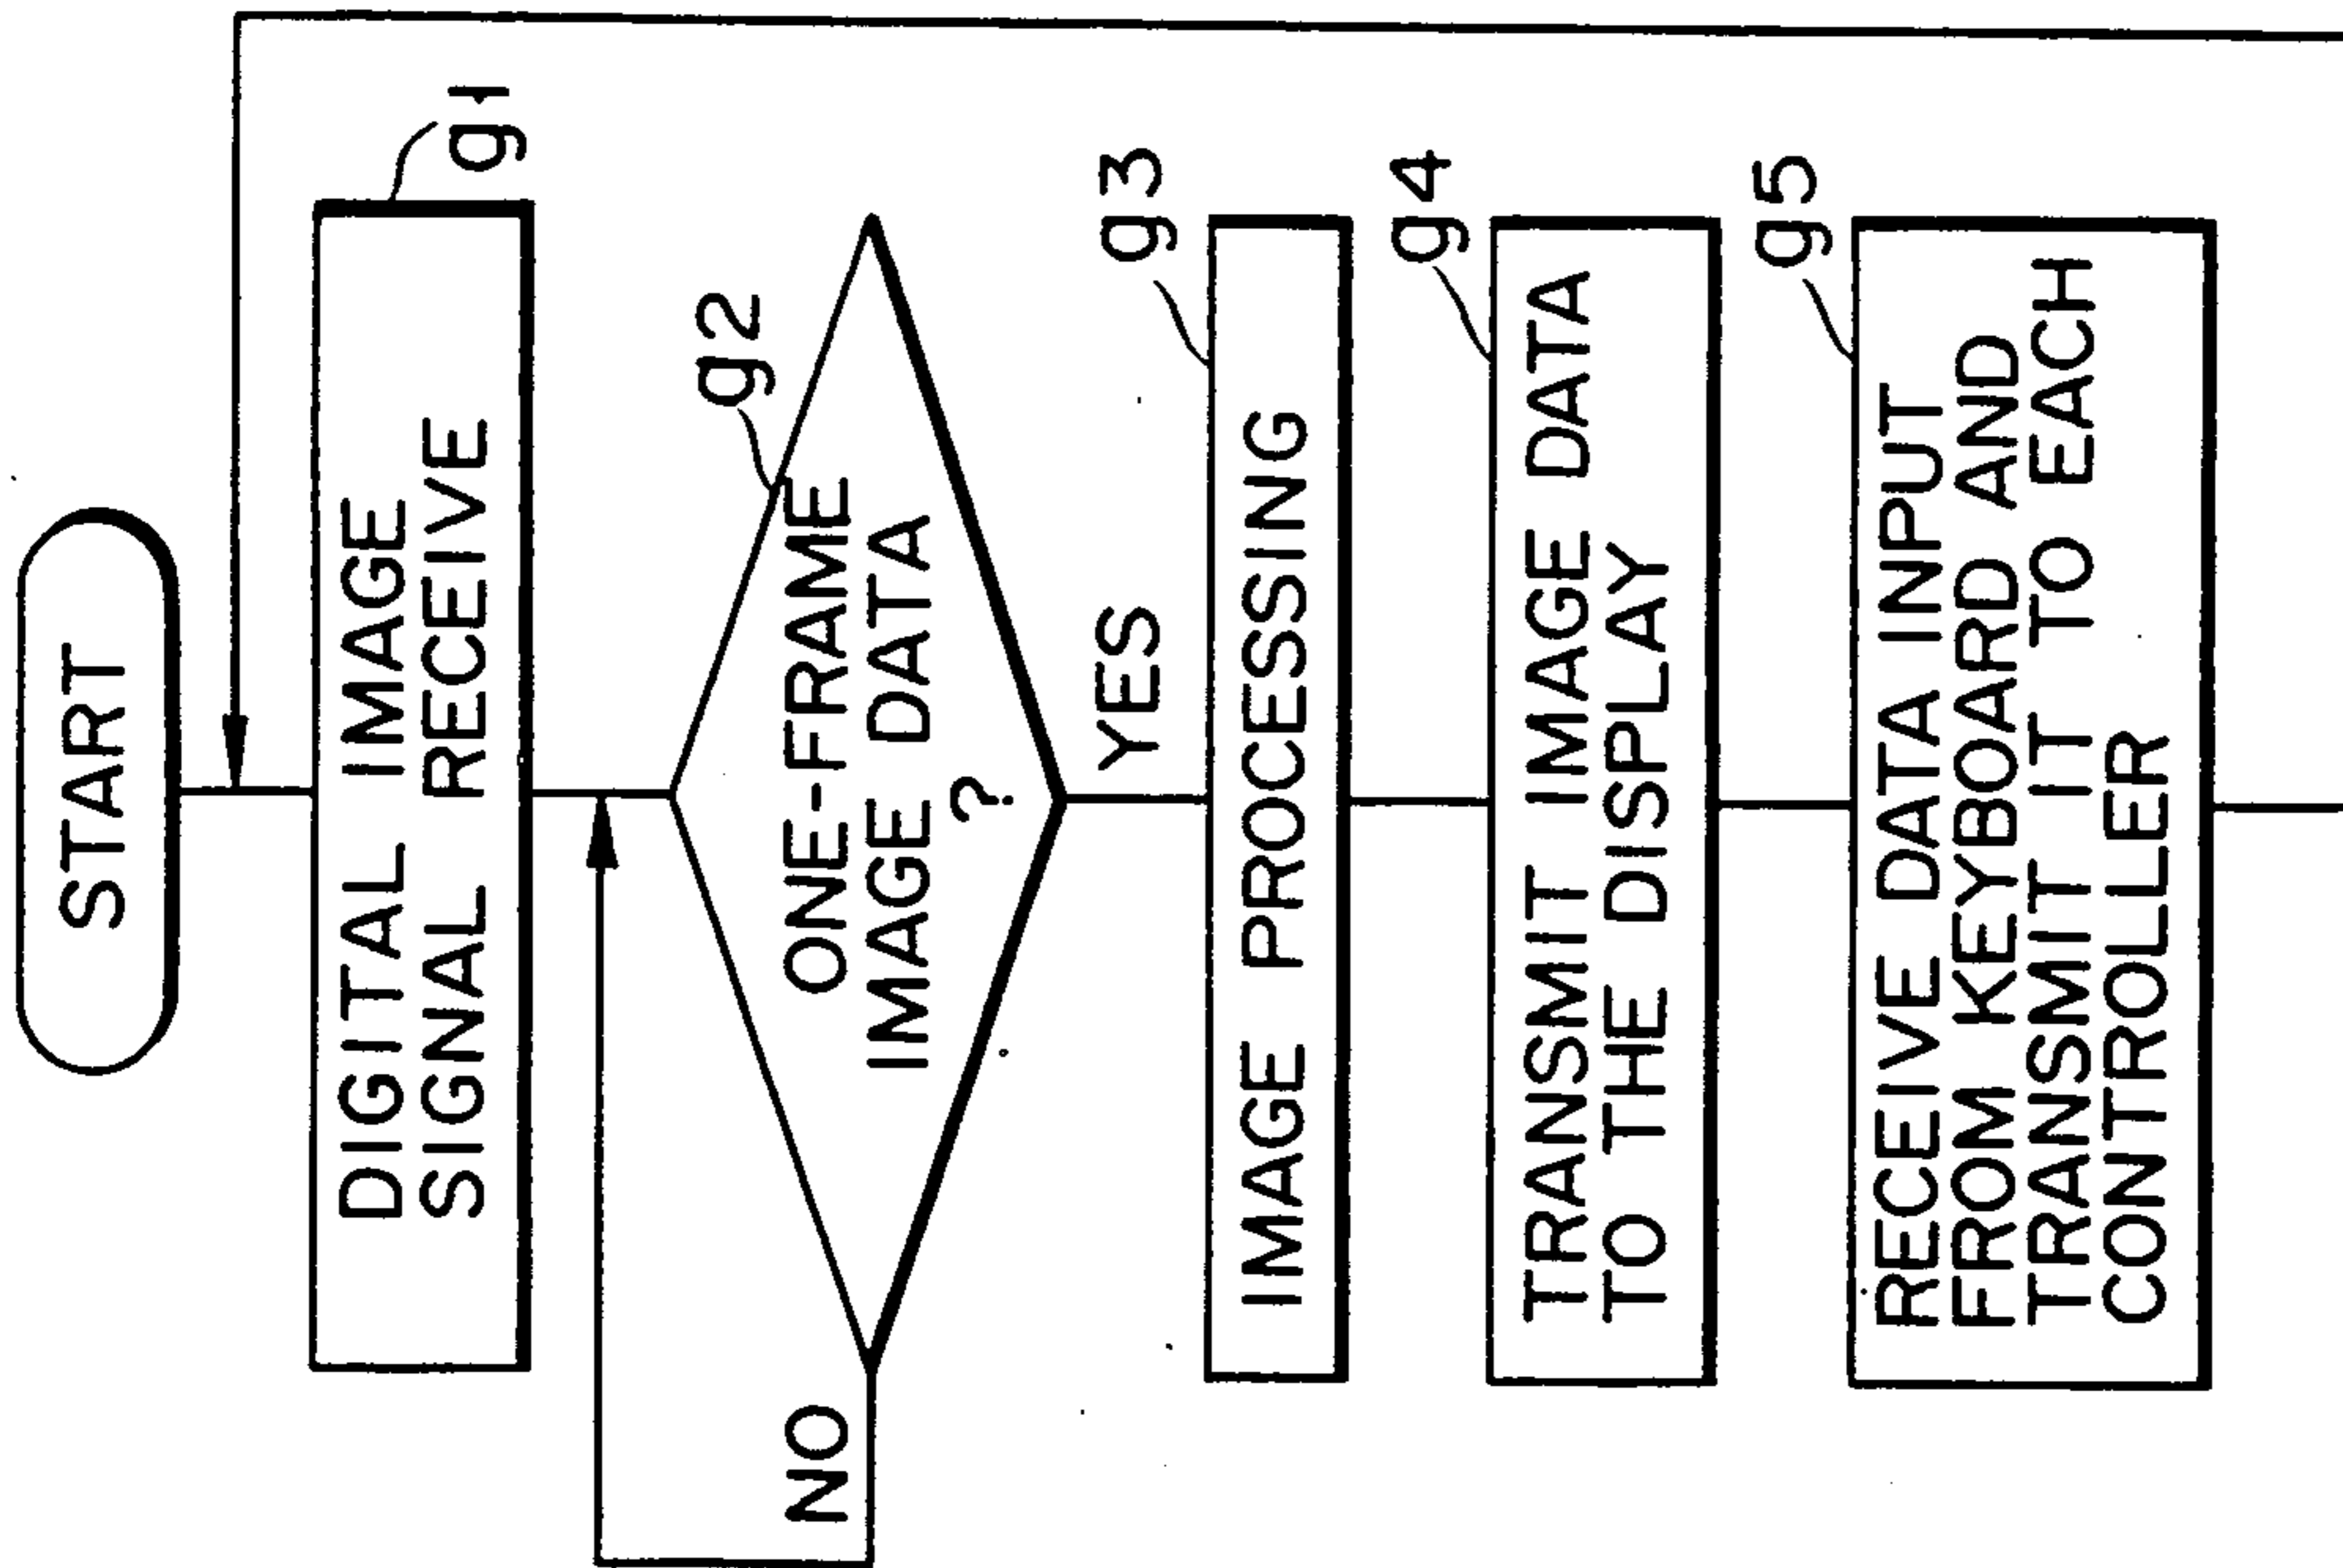 START
g1
DIGITAL IMAGE
SIGNAL RECEIVE
g2
ONE-FRAME
IMAGE DATA
?
NO
YES
g3
IMAGE PROCESSING
g4
TRANSMIT IMAGE DATA
TO THE DISPLAY
g5
RECEIVE DATA INPUT
FROM KEYBOARD AND
TRANSMIT IT TO EACH
CONTROLLER